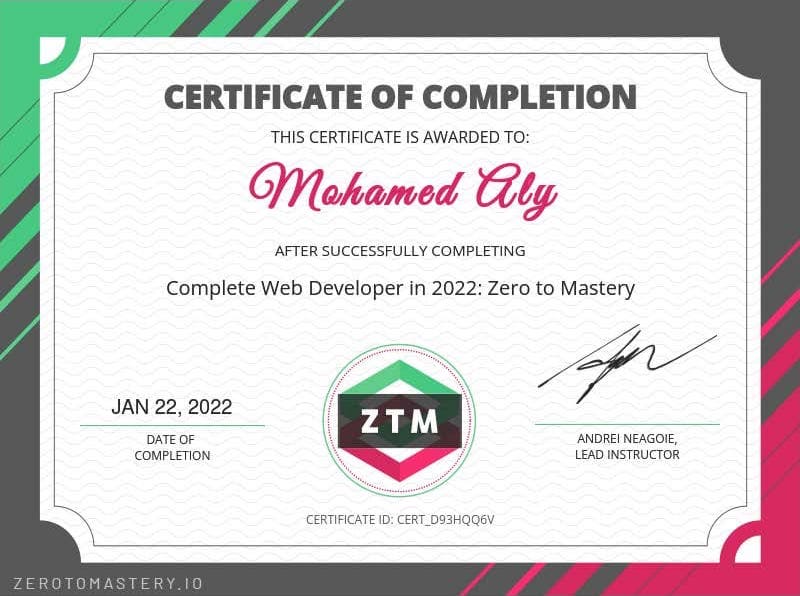 CERTIFICATE OF COMPLETION
THIS CERTIFICATE IS AWARDED TO:
Mohamed Aly
AFTER SUCCESSFULLY COMPLETING
Complete Web Developer in 2022: Zero to Mastery
JAN 22, 2022
DATE OF
COMPLETION
ZTM
ANDREI NEAGOIE,
LEAD INSTRUCTOR
CERTIFICATE ID: CERT_D93HQQ6V
ZEROTOMASTERY.IO